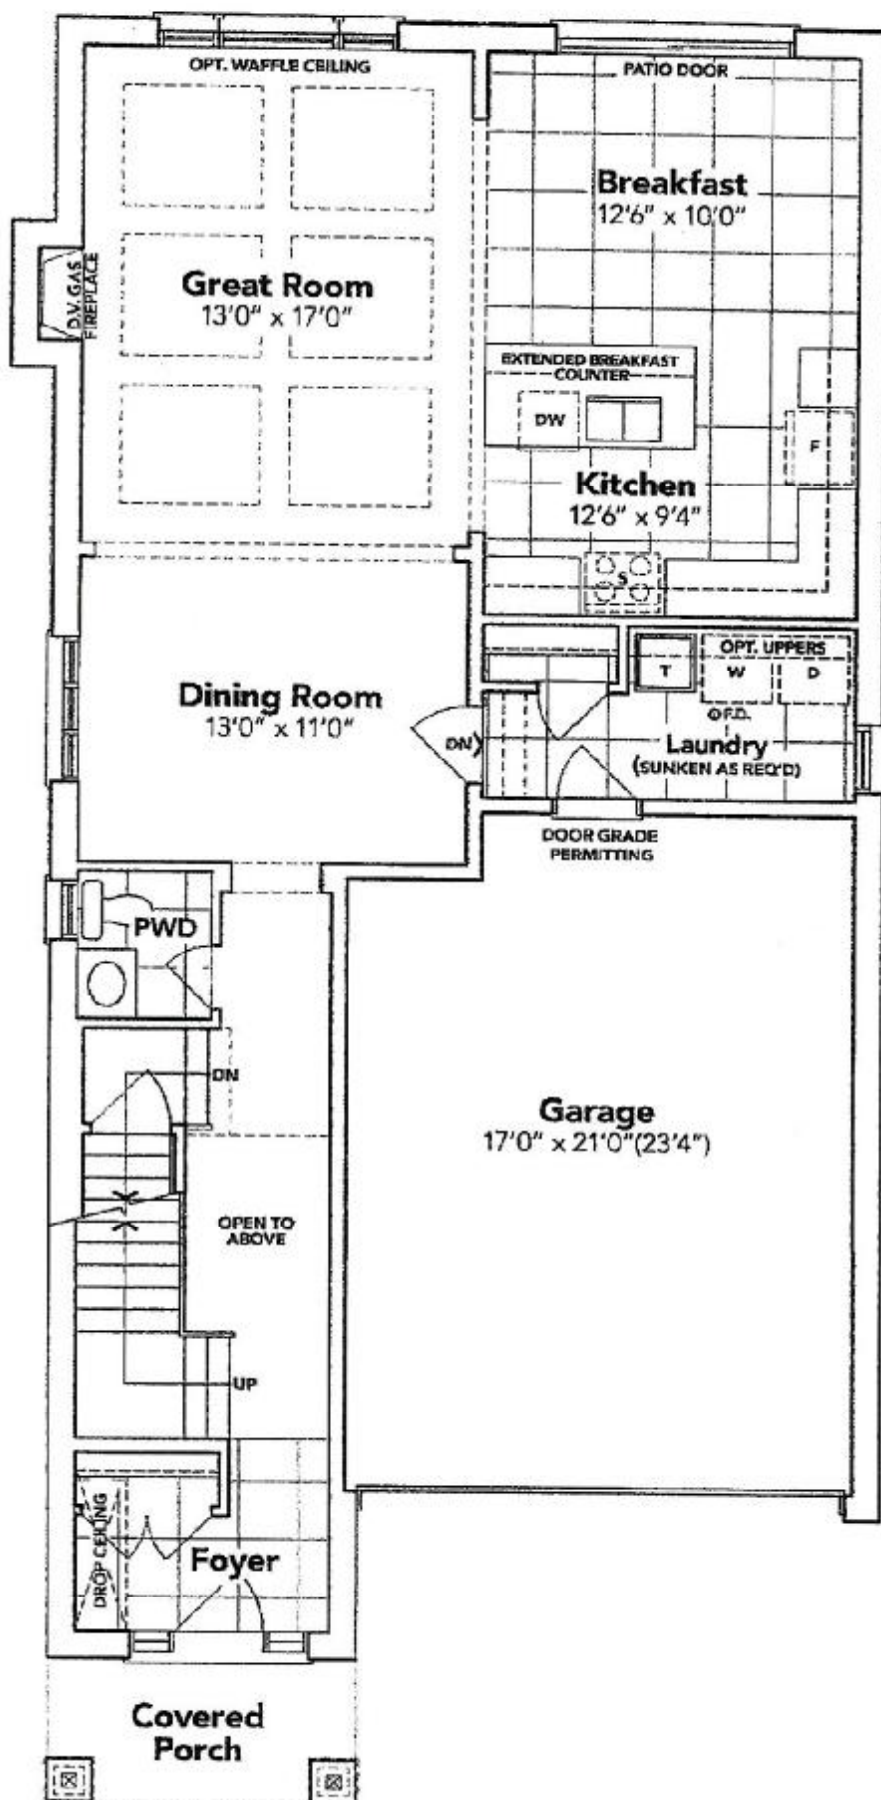 OPT. WAFFLE CEILING
PATIO DOOR
Breakfast
12'6" x 10'0"
Great Room
13'0" x 17'0"
D.V. GAS
FIREPLACE
EXTENDED BREAKFAST
COUNTER
DW
F
Kitchen
12'6" x 9'4"
S
OPT. UPPERS
T
W
D
Dining Room
13'0" x 11'0"
F.D.
DN
Laundry
(SUNKEN AS REQ'D)
DOOR GRADE
PERMITTING
PWD
DN
Garage
17'0" x 21'0"(23'4")
OPEN TO
ABOVE
UP
DROP CEILING
Foyer
Covered
Porch